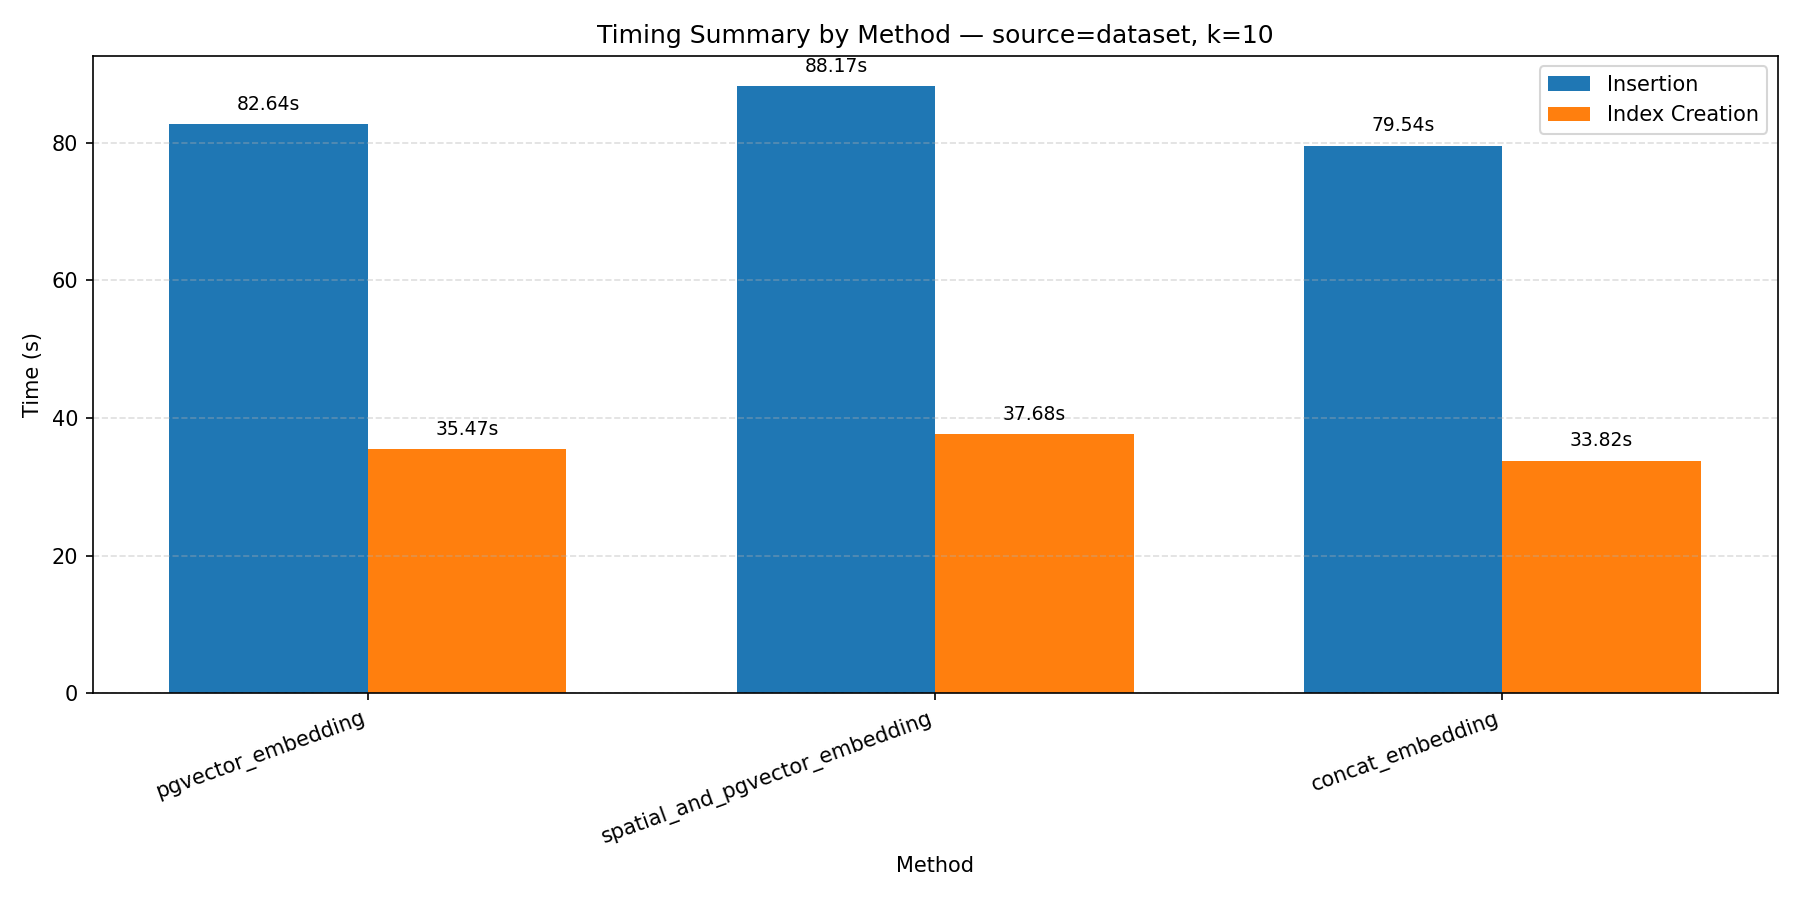 Timing Summary by Method — source=dataset, k=10
88.17s
82.64s
79.54s
37.68s
35.47s
33.82s
Insertion
Index Creation
Time (s)
80
60
40
20
0
pgvector_embedding
spatial_and_pgvector_embedding
concat_embedding
Method